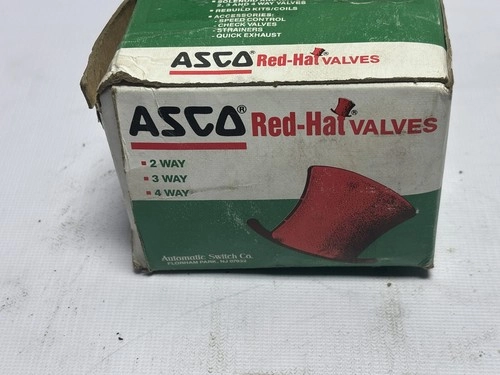 2, 3 AND 4 WAY VALVES
• REBUILD KITS/COILS
• ACCESSORIES:
- SPEED CONTROL
- CHECK VALVES
- STRAINERS
- QUICK EXHAUST
ASCO® Red-Hat® VALVES
ASCO® Red-Hat® VALVES
▪ 2 WAY
▪ 3 WAY
▪ 4 WAY
Automatic Switch Co.
FLORHAM PARK, NJ 07932